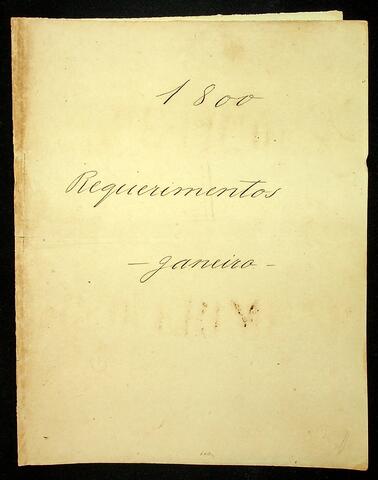 1800
Requerimentos
- Janeiro -